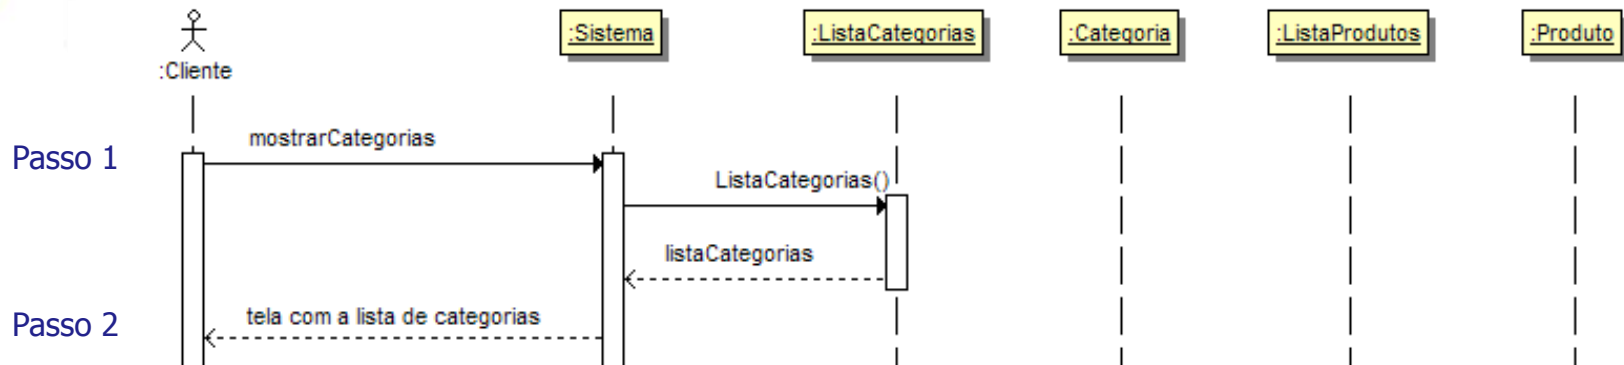 :Cliente
:Sistema
:ListaCategorias
:Categoria
:ListaProdutos
:Produto
Passo 1
mostrarCategorias
ListaCategorias()
listaCategorias
Passo 2
tela com a lista de categorias